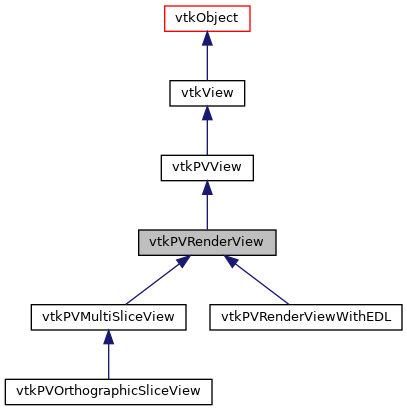 vtkObject
vtkView
vtkPVView
vtkPVRenderView
vtkPVMultiSliceView
vtkPVRenderViewWithEDL
vtkPVOrthographicSliceView